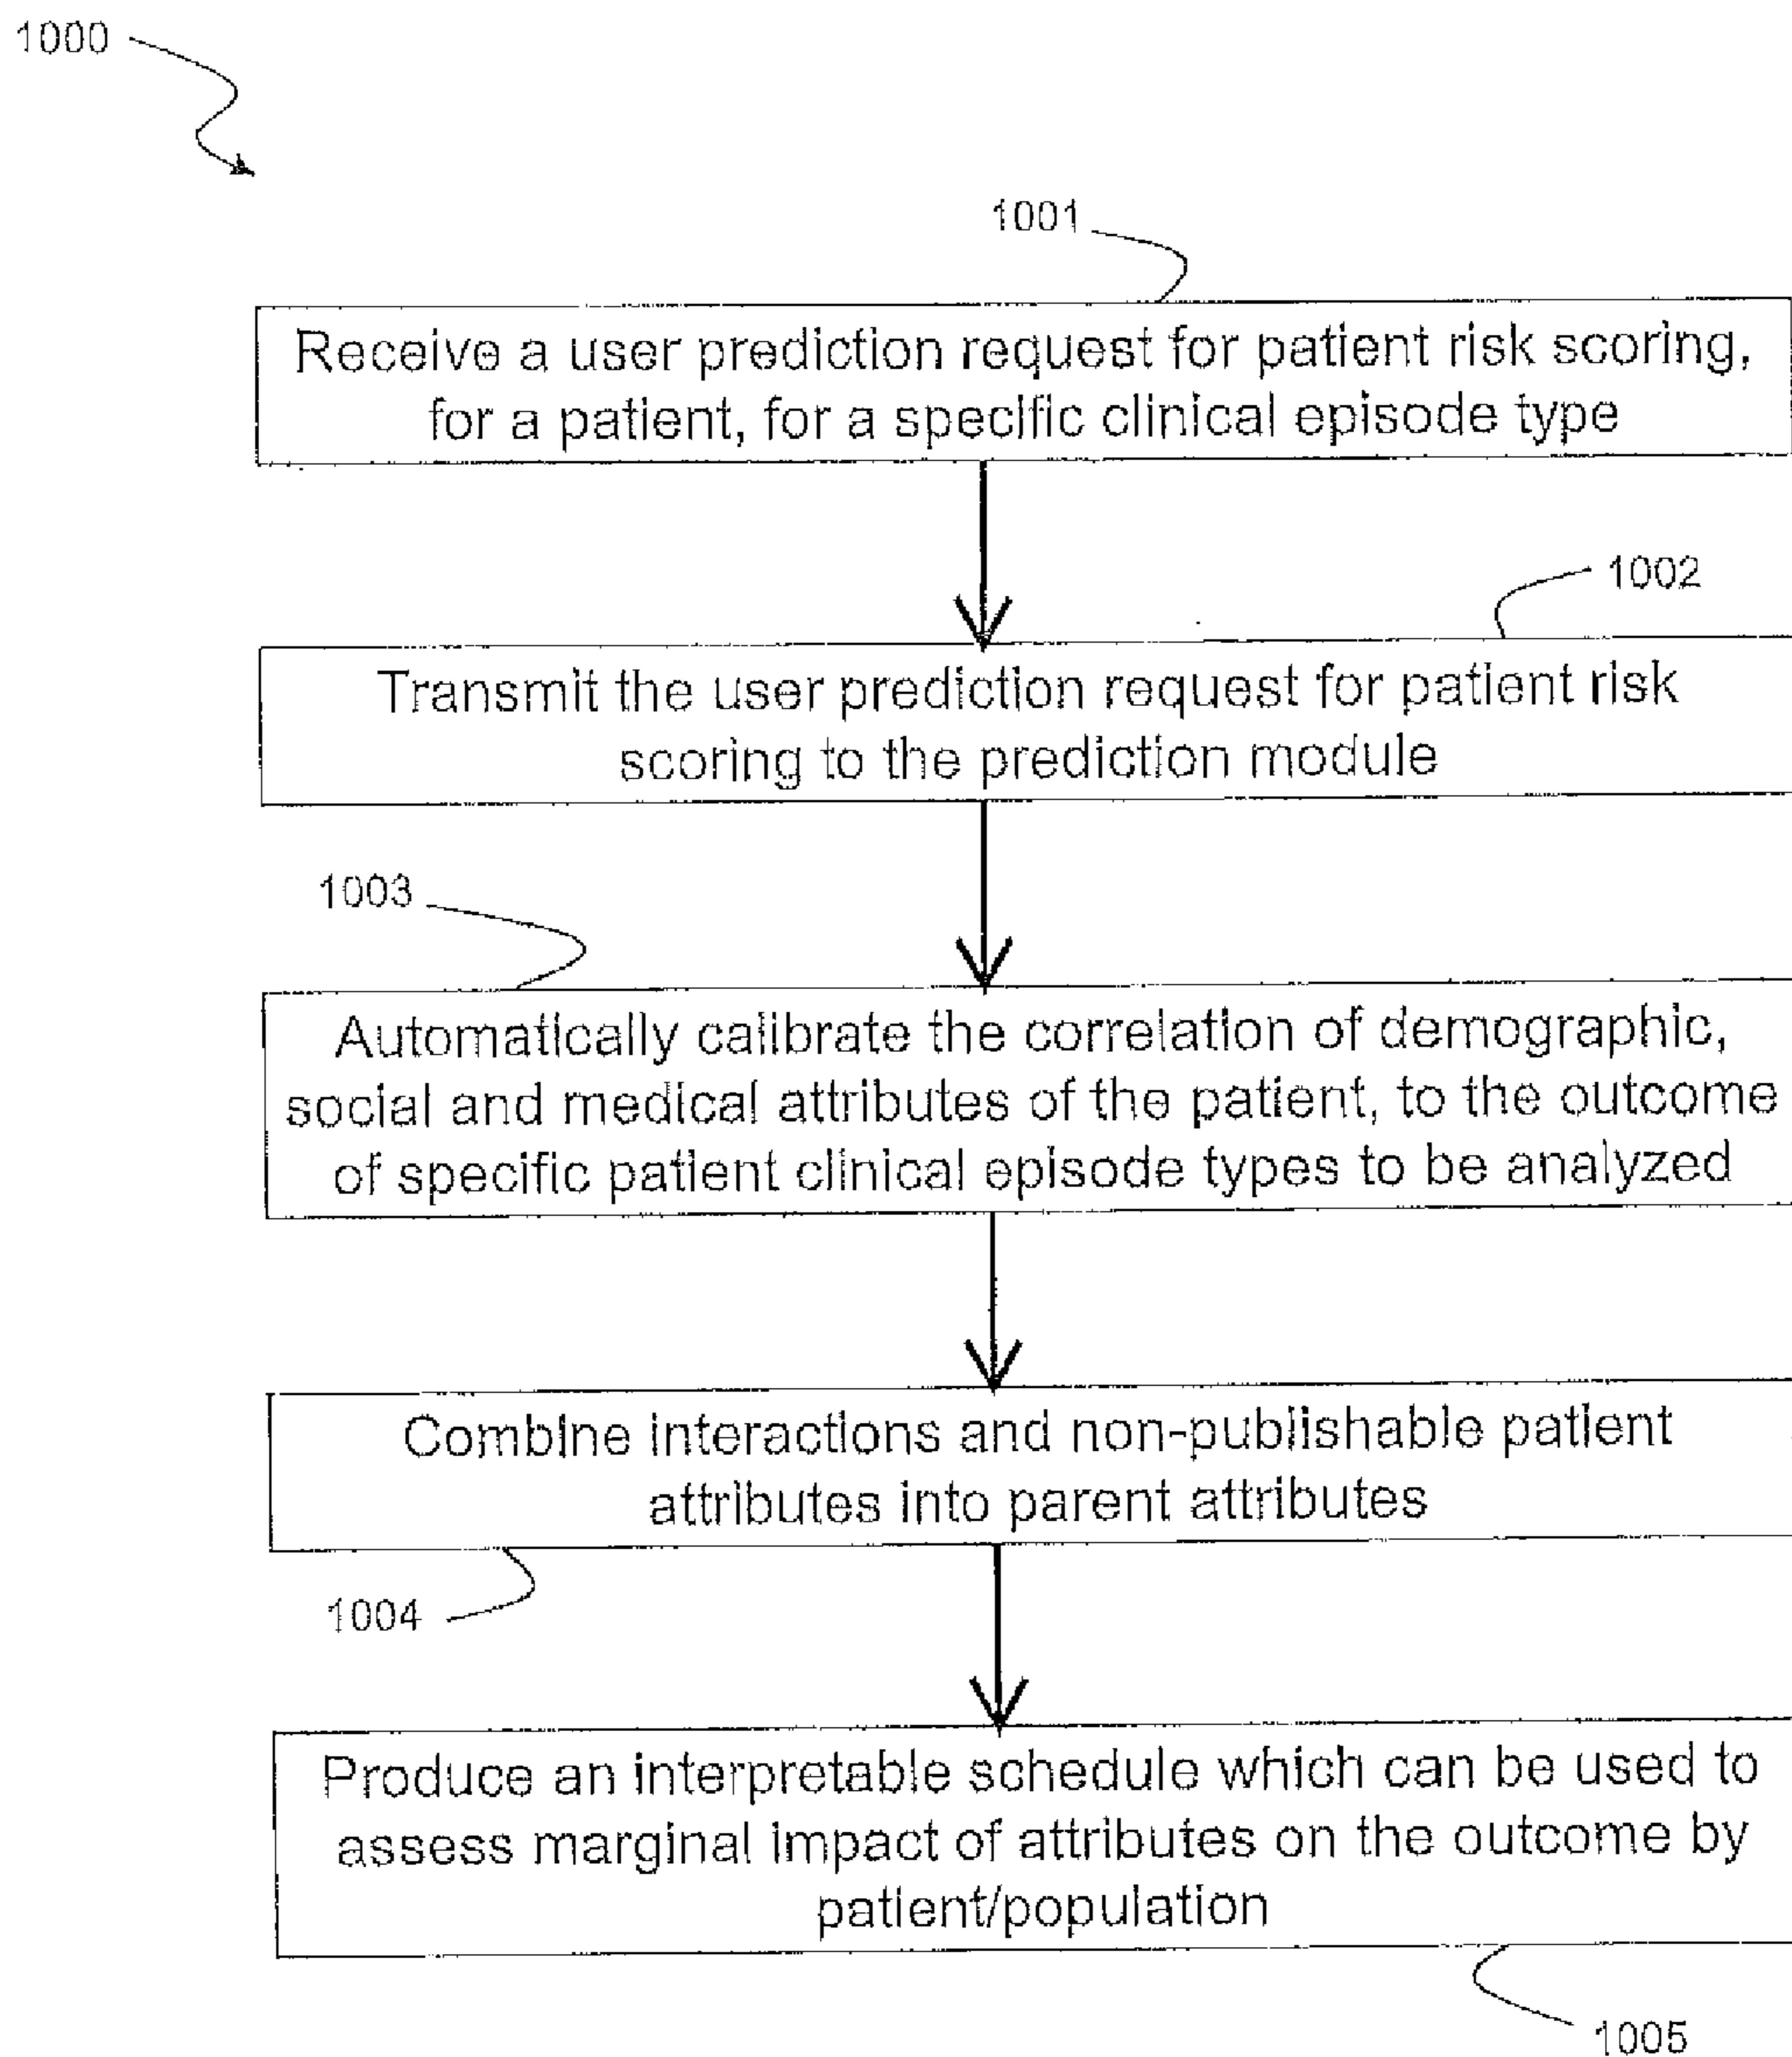 1000
1001
Receive a user prediction request for patient risk scoring,
for a patient, for a specific clinical episode type
1002
Transmit the user prediction request for patient risk
scoring to the prediction module
1003
Automatically calibrate the correlation of demographic,
social and medical attributes of the patient, to the outcome
of specific patient clinical episode types to be analyzed
Combine interactions and non-publishable patient
attributes into parent attributes
1004
Produce an interpretable schedule which can be used to
assess marginal impact of attributes on the outcome by
patient/population
1005